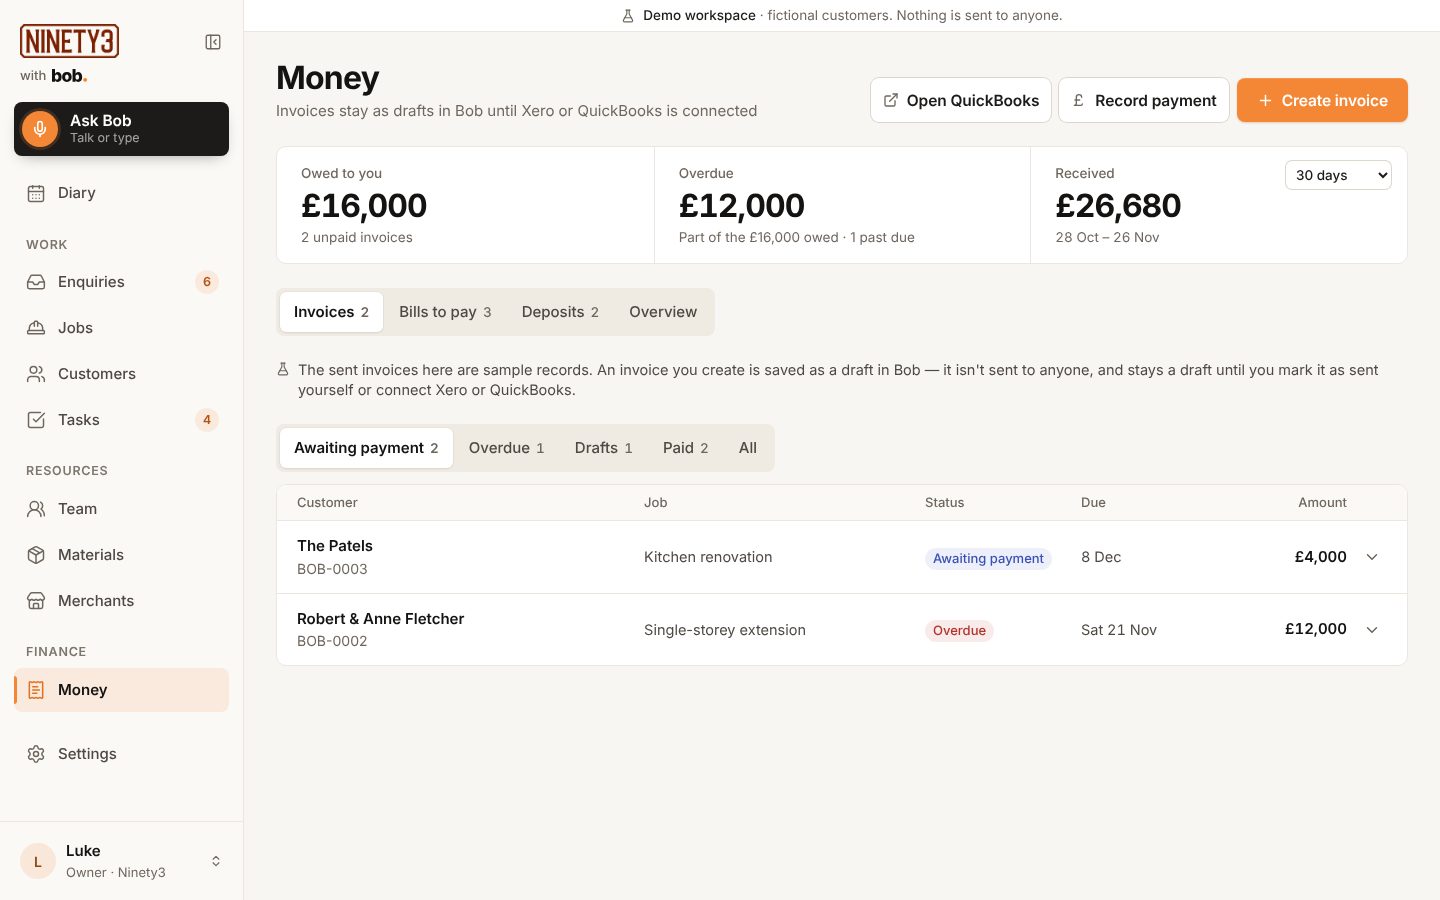 Demo workspace · fictional customers. Nothing is sent to anyone.
NINETY3
with bob.
Ask Bob
Talk or type
Diary
WORK
Enquiries 6
Jobs
Customers
Tasks 4
RESOURCES
Team
Materials
Merchants
FINANCE
Money
Settings
L
Luke
Owner · Ninety3
Money
Invoices stay as drafts in Bob until Xero or QuickBooks is connected
Open QuickBooks
£ Record payment
+ Create invoice
Owed to you
£16,000
2 unpaid invoices
Overdue
£12,000
Part of the £16,000 owed · 1 past due
Received
30 days
£26,680
28 Oct – 26 Nov
Invoices 2 Bills to pay 3 Deposits 2 Overview
The sent invoices here are sample records. An invoice you create is saved as a draft in Bob — it isn't sent to anyone, and stays a draft until you mark it as sent
yourself or connect Xero or QuickBooks.
Awaiting payment 2 Overdue 1 Drafts 1 Paid 2 All
Customer Job Status Due Amount
The Patels
BOB-0003
Kitchen renovation Awaiting payment 8 Dec £4,000
Robert & Anne Fletcher
BOB-0002
Single-storey extension Overdue Sat 21 Nov £12,000